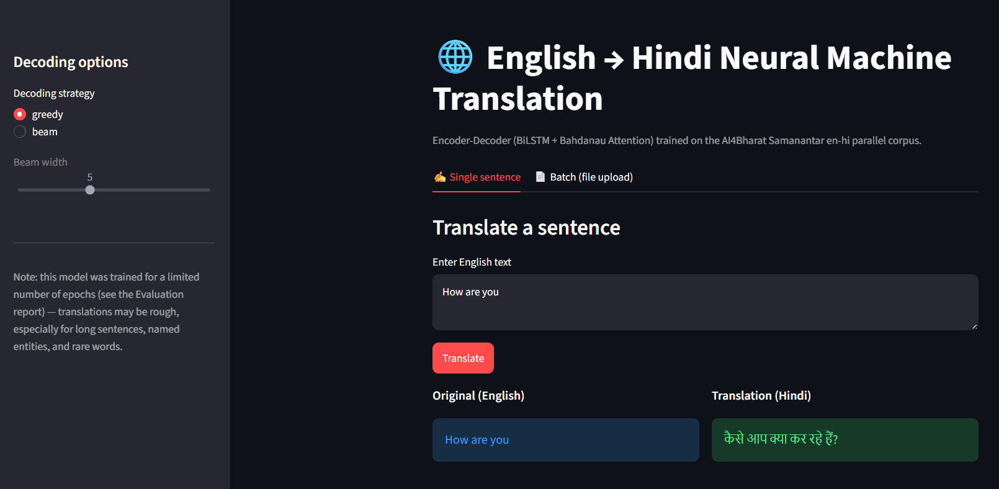 Decoding options
Decoding strategy
greedy
beam
Beam width
5
Note: this model was trained for a limited
number of epochs (see the Evaluation
report) — translations may be rough,
especially for long sentences, named
entities, and rare words.
🌐 English → Hindi Neural Machine
Translation
Encoder-Decoder (BiLSTM + Bahdanau Attention) trained on the AI4Bharat Samanantar en-hi parallel corpus.
✍️ Single sentence 📄 Batch (file upload)
Translate a sentence
Enter English text
How are you
Translate
Original (English)
How are you
Translation (Hindi)
कैसे आप क्या कर रहे हैं?